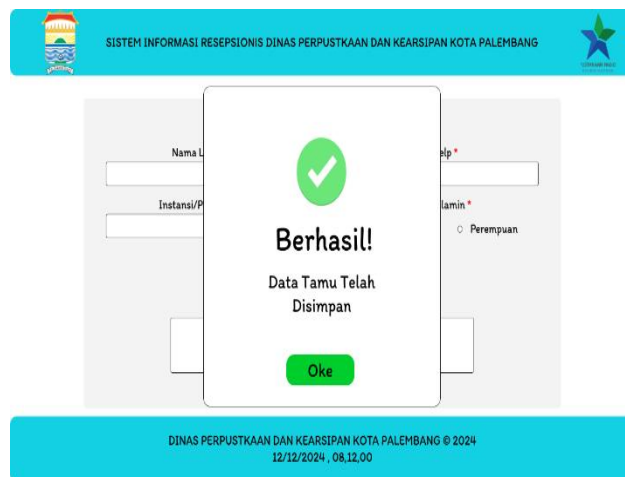 SISTEM INFORMASI RESEPSIONIS DINAS PERPUSTKAAN DAN KEARSIPAN KOTA PALEMBANG
Nama L
elp *
Instansi/P
lamin *
Perempuan
Berhasil!
Data Tamu Telah
Disimpan
Oke
DINAS PERPUSTKAAN DAN KEARSIPAN KOTA PALEMBANG © 2024
12/12/2024 , 08,12,00